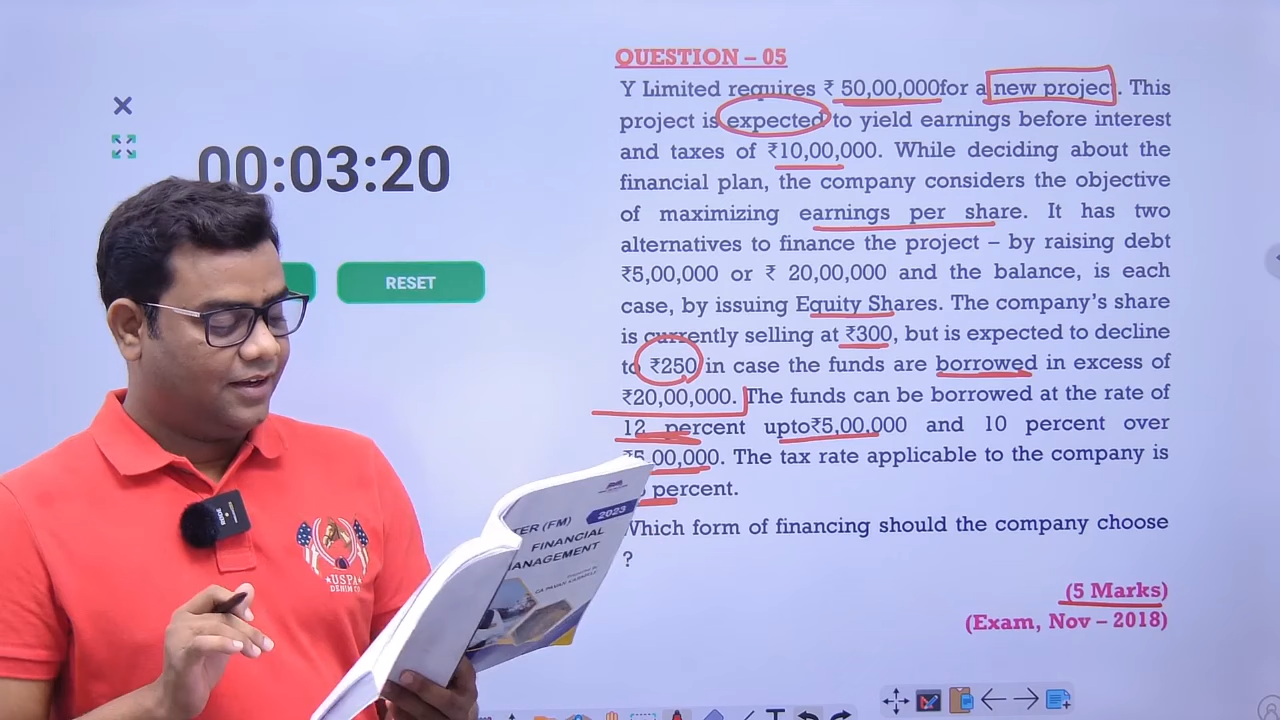 QUESTION – 05
Y Limited requires ₹ 50,00,000for a new project. This
project is expected to yield earnings before interest
and taxes of ₹10,00,000. While deciding about the
financial plan, the company considers the objective
of maximizing earnings per share. It has two
alternatives to finance the project – by raising debt
₹5,00,000 or ₹ 20,00,000 and the balance, is each
case, by issuing Equity Shares. The company's share
is currently selling at ₹300, but is expected to decline
to ₹250 in case the funds are borrowed in excess of
₹20,00,000. The funds can be borrowed at the rate of
12 percent upto₹5,00,000 and 10 percent over
₹5,00,000. The tax rate applicable to the company is
percent.
Which form of financing should the company choose
?
(5 Marks)
(Exam, Nov – 2018)
00:03:20
RESET
2023
(FM)
FINANCIAL
MANAGEMENT
USPA
DENIM CO